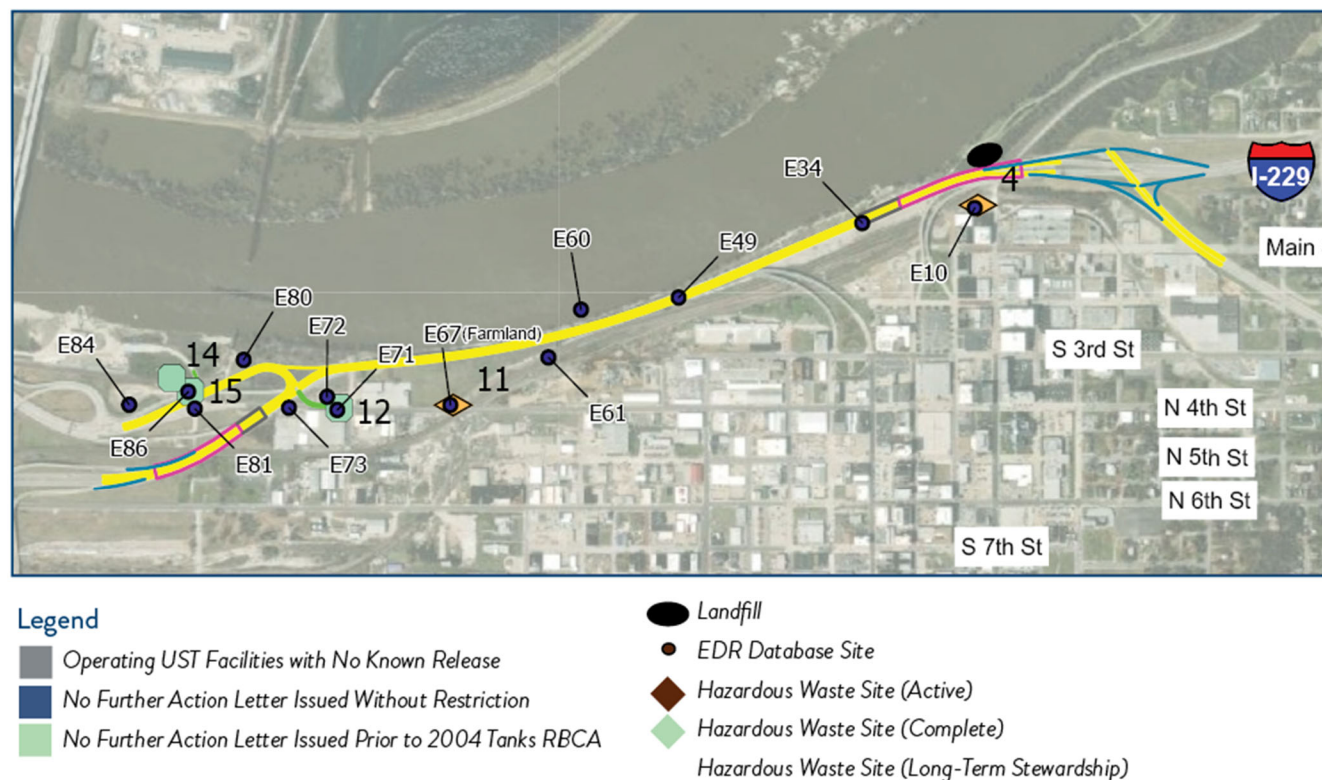 E34
4
I-229
Main
E60
E49
E10
E80
E72
E67(Farmland)
E84
14
E71
11
S 3rd St
15
12
E61
N 4th St
E86
E81
E73
N 5th St
N 6th St
S 7th St
Legend
Operating UST Facilities with No Known Release
No Further Action Letter Issued Without Restriction
No Further Action Letter Issued Prior to 2004 Tanks RBCA
Landfill
EDR Database Site
Hazardous Waste Site (Active)
Hazardous Waste Site (Complete)
Hazardous Waste Site (Long-Term Stewardship)